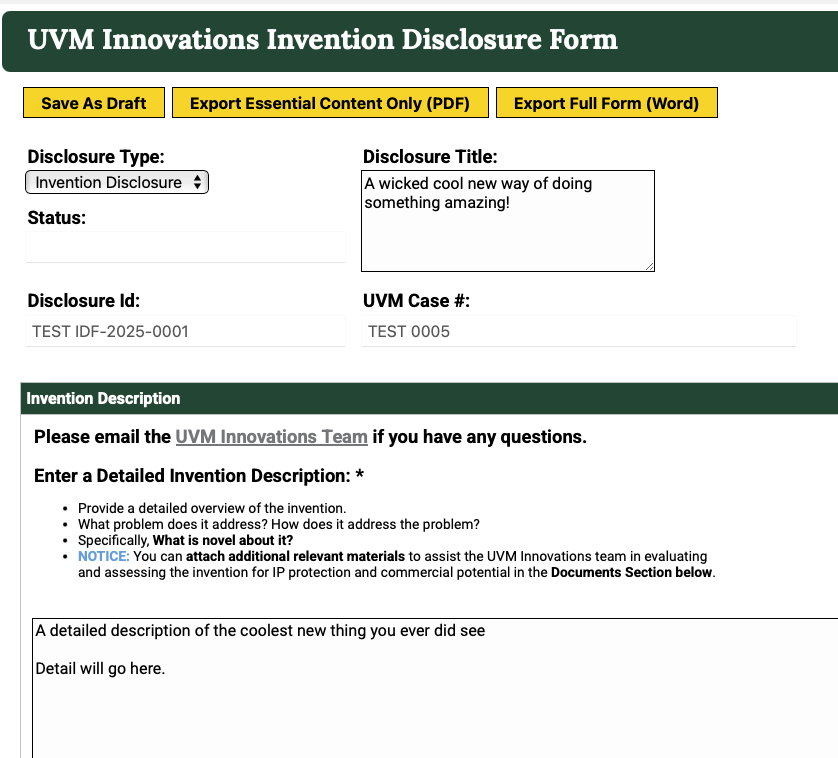 UVM Innovations Invention Disclosure Form
Save As Draft
Export Essential Content Only (PDF)
Export Full Form (Word)
Disclosure Type:
Invention Disclosure
Disclosure Title:
A wicked cool new way of doing
something amazing!
Status:
Disclosure Id:
TEST IDF-2025-0001
UVM Case #:
TEST 0005
Invention Description
Please email the UVM Innovations Team if you have any questions.
Enter a Detailed Invention Description: *
• Provide a detailed overview of the invention.
• What problem does it address? How does it address the problem?
• Specifically, What is novel about it?
• NOTICE: You can attach additional relevant materials to assist the UVM Innovations team in evaluating
and assessing the invention for IP protection and commercial potential in the Documents Section below.
A detailed description of the coolest new thing you ever did see
Detail will go here.